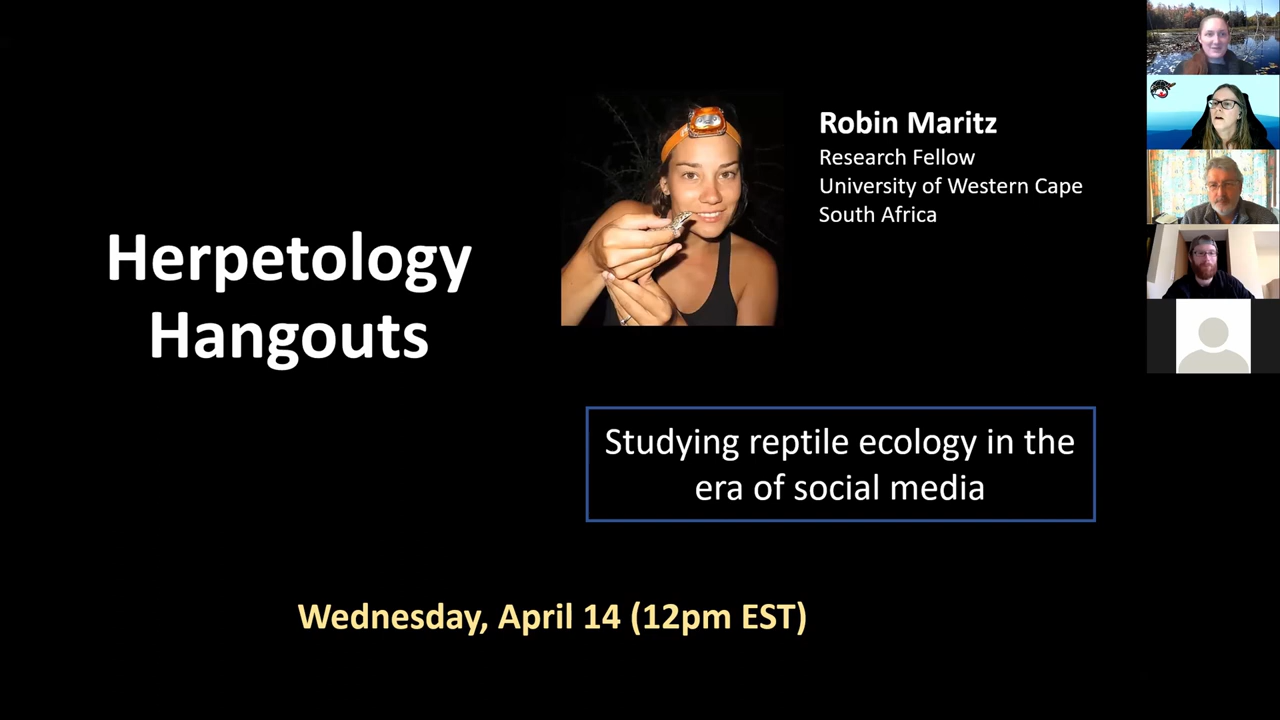 Herpetology
Hangouts
Robin Maritz
Research Fellow
University of Western Cape
South Africa
Studying reptile ecology in the
era of social media
Wednesday, April 14 (12pm EST)